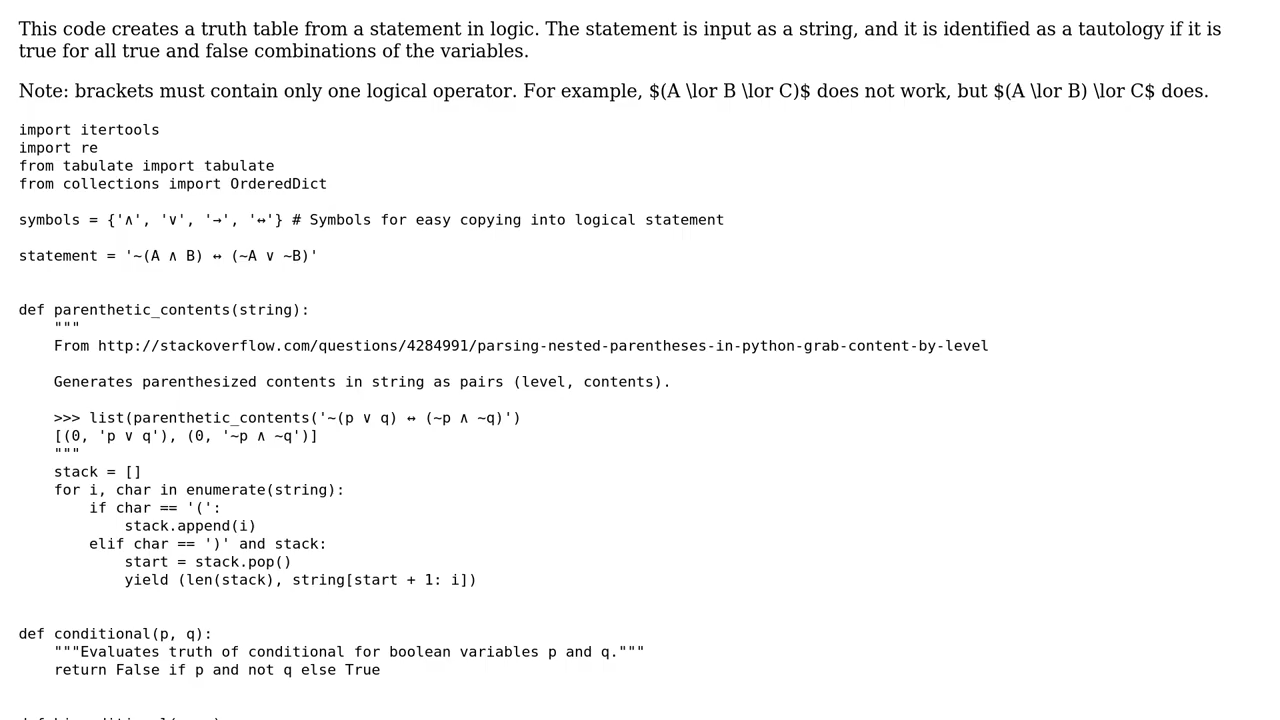 This code creates a truth table from a statement in logic. The statement is input as a string, and it is identified as a tautology if it is
true for all true and false combinations of the variables.
Note: brackets must contain only one logical operator. For example, $(A \lor B \lor C)$ does not work, but $(A \lor B) \lor C$ does.
import itertools
import re
from tabulate import tabulate
from collections import OrderedDict
symbols = {'∧', '∨', '→', '↔'} # Symbols for easy copying into logical statement
statement = '~(A ∧ B) ↔ (~A ∨ ~B)'
def parenthetic_contents(string):
    """
    From http://stackoverflow.com/questions/4284991/parsing-nested-parentheses-in-python-grab-content-by-level
    Generates parenthesized contents in string as pairs (level, contents).
    >>> list(parenthetic_contents('~(p ∨ q) ↔ (~p ∧ ~q)')
    [(0, 'p ∨ q'), (0, '~p ∧ ~q')]
    """
    stack = []
    for i, char in enumerate(string):
        if char == '(':
            stack.append(i)
        elif char == ')' and stack:
            start = stack.pop()
            yield (len(stack), string[start + 1: i])
def conditional(p, q):
    """Evaluates truth of conditional for boolean variables p and q."""
    return False if p and not q else True